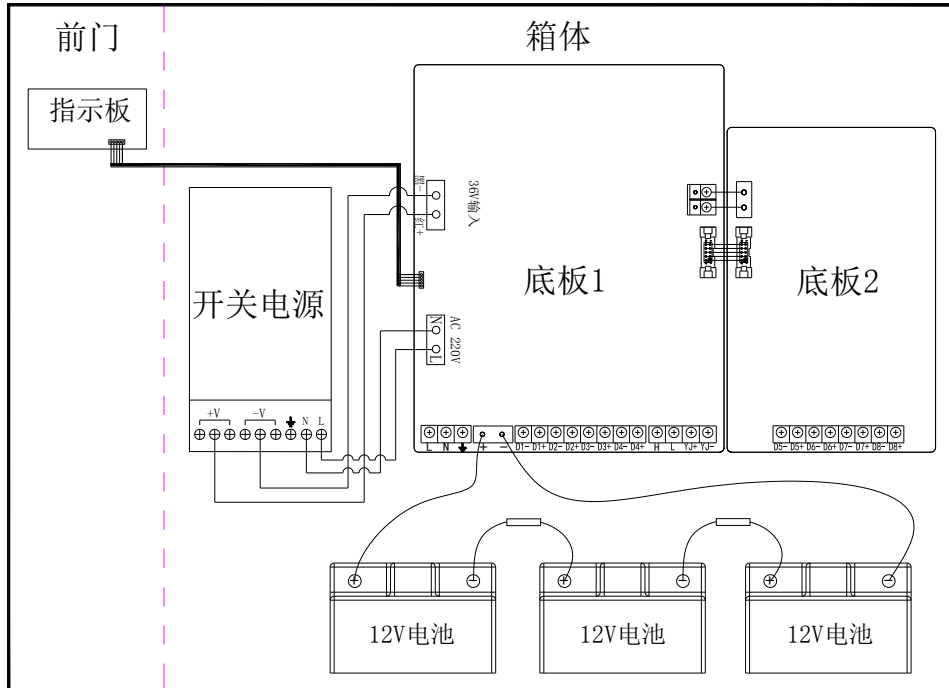 前门
箱体
指示板
黑-
红+
36V输入
底板1
底板2
开关电源
N
L
AC 220V
+V
-V
N
L
L N + - D1- D1+ D2- D2+ D3- D3+ D4- D4+ H L YJ+ YJ-
D5- D5+ D6- D6+ D7- D7+ D8- D8+
+ -
+ -
+ -
12V电池
12V电池
12V电池